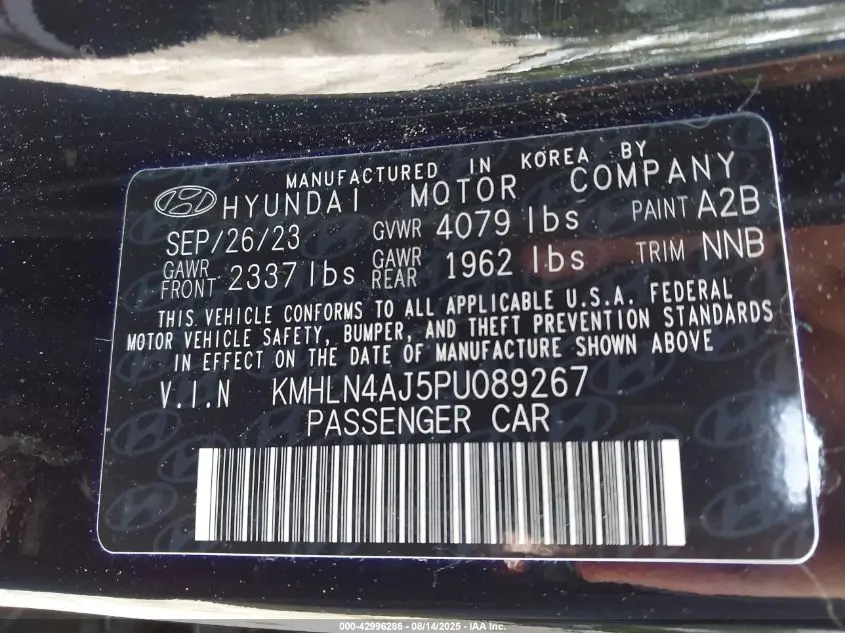 MANUFACTURED IN KOREA BY
HYUNDAI MOTOR COMPANY
SEP/26/23 GVWR 4079 lbs PAINT A2B
GAWR FRONT 2337 lbs GAWR REAR 1962 lbs TRIM NNB
THIS VEHICLE CONFORMS TO ALL APPLICABLE U.S.A. FEDERAL
MOTOR VEHICLE SAFETY, BUMPER, AND THEFT PREVENTION STANDARDS
IN EFFECT ON THE DATE OF MANUFACTURE SHOWN ABOVE
V.I.N KMHLN4AJ5PU089267
PASSENGER CAR
000-42996286 - 08/14/2025 - IAA Inc.